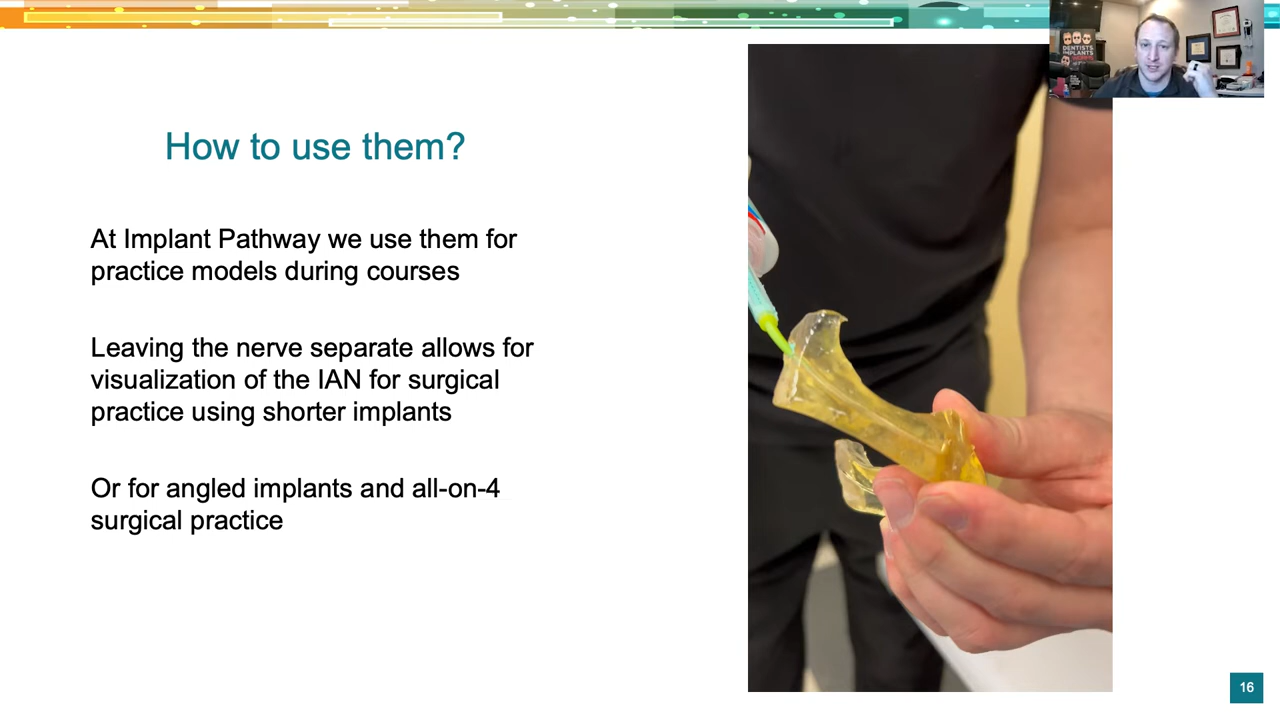 DENTISTS
IMPLANTS
How to use them?
At Implant Pathway we use them for
practice models during courses
Leaving the nerve separate allows for
visualization of the IAN for surgical
practice using shorter implants
Or for angled implants and all-on-4
surgical practice
16